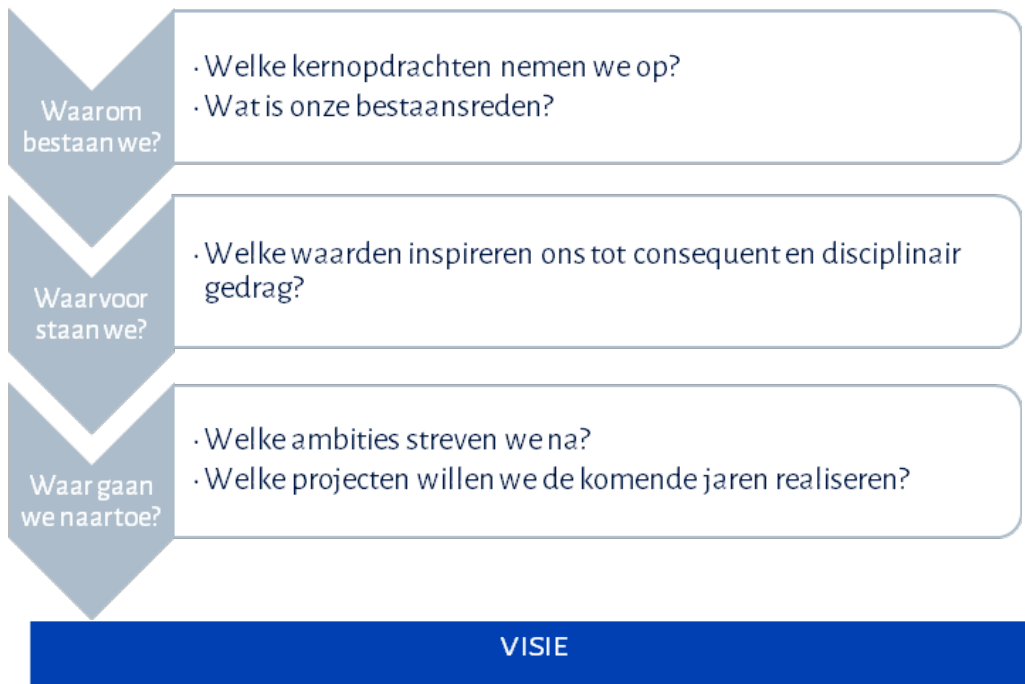 Waarom
bestaan we?
· Welke kernopdrachten nemen we op?
· Wat is onze bestaansreden?
Waarvoor
staan we?
· Welke waarden inspireren ons tot consequent en disciplinair
gedrag?
Waar gaan
we naartoe?
· Welke ambities streven we na?
· Welke projecten willen we de komende jaren realiseren?
VISIE